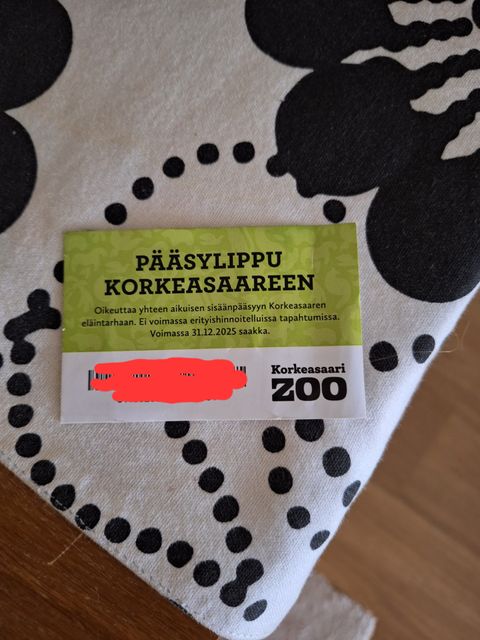 PÄÄSYLIPPU
KORKEASAAREEN
Oikeuttaa yhteen aikuisen sisäänpääsyyn Korkeasaaren
eläintarhaan. Ei voimassa erityishinnoitelluissa tapahtumissa.
Voimassa 31.12.2025 saakka.
Korkeasaari
ZOO